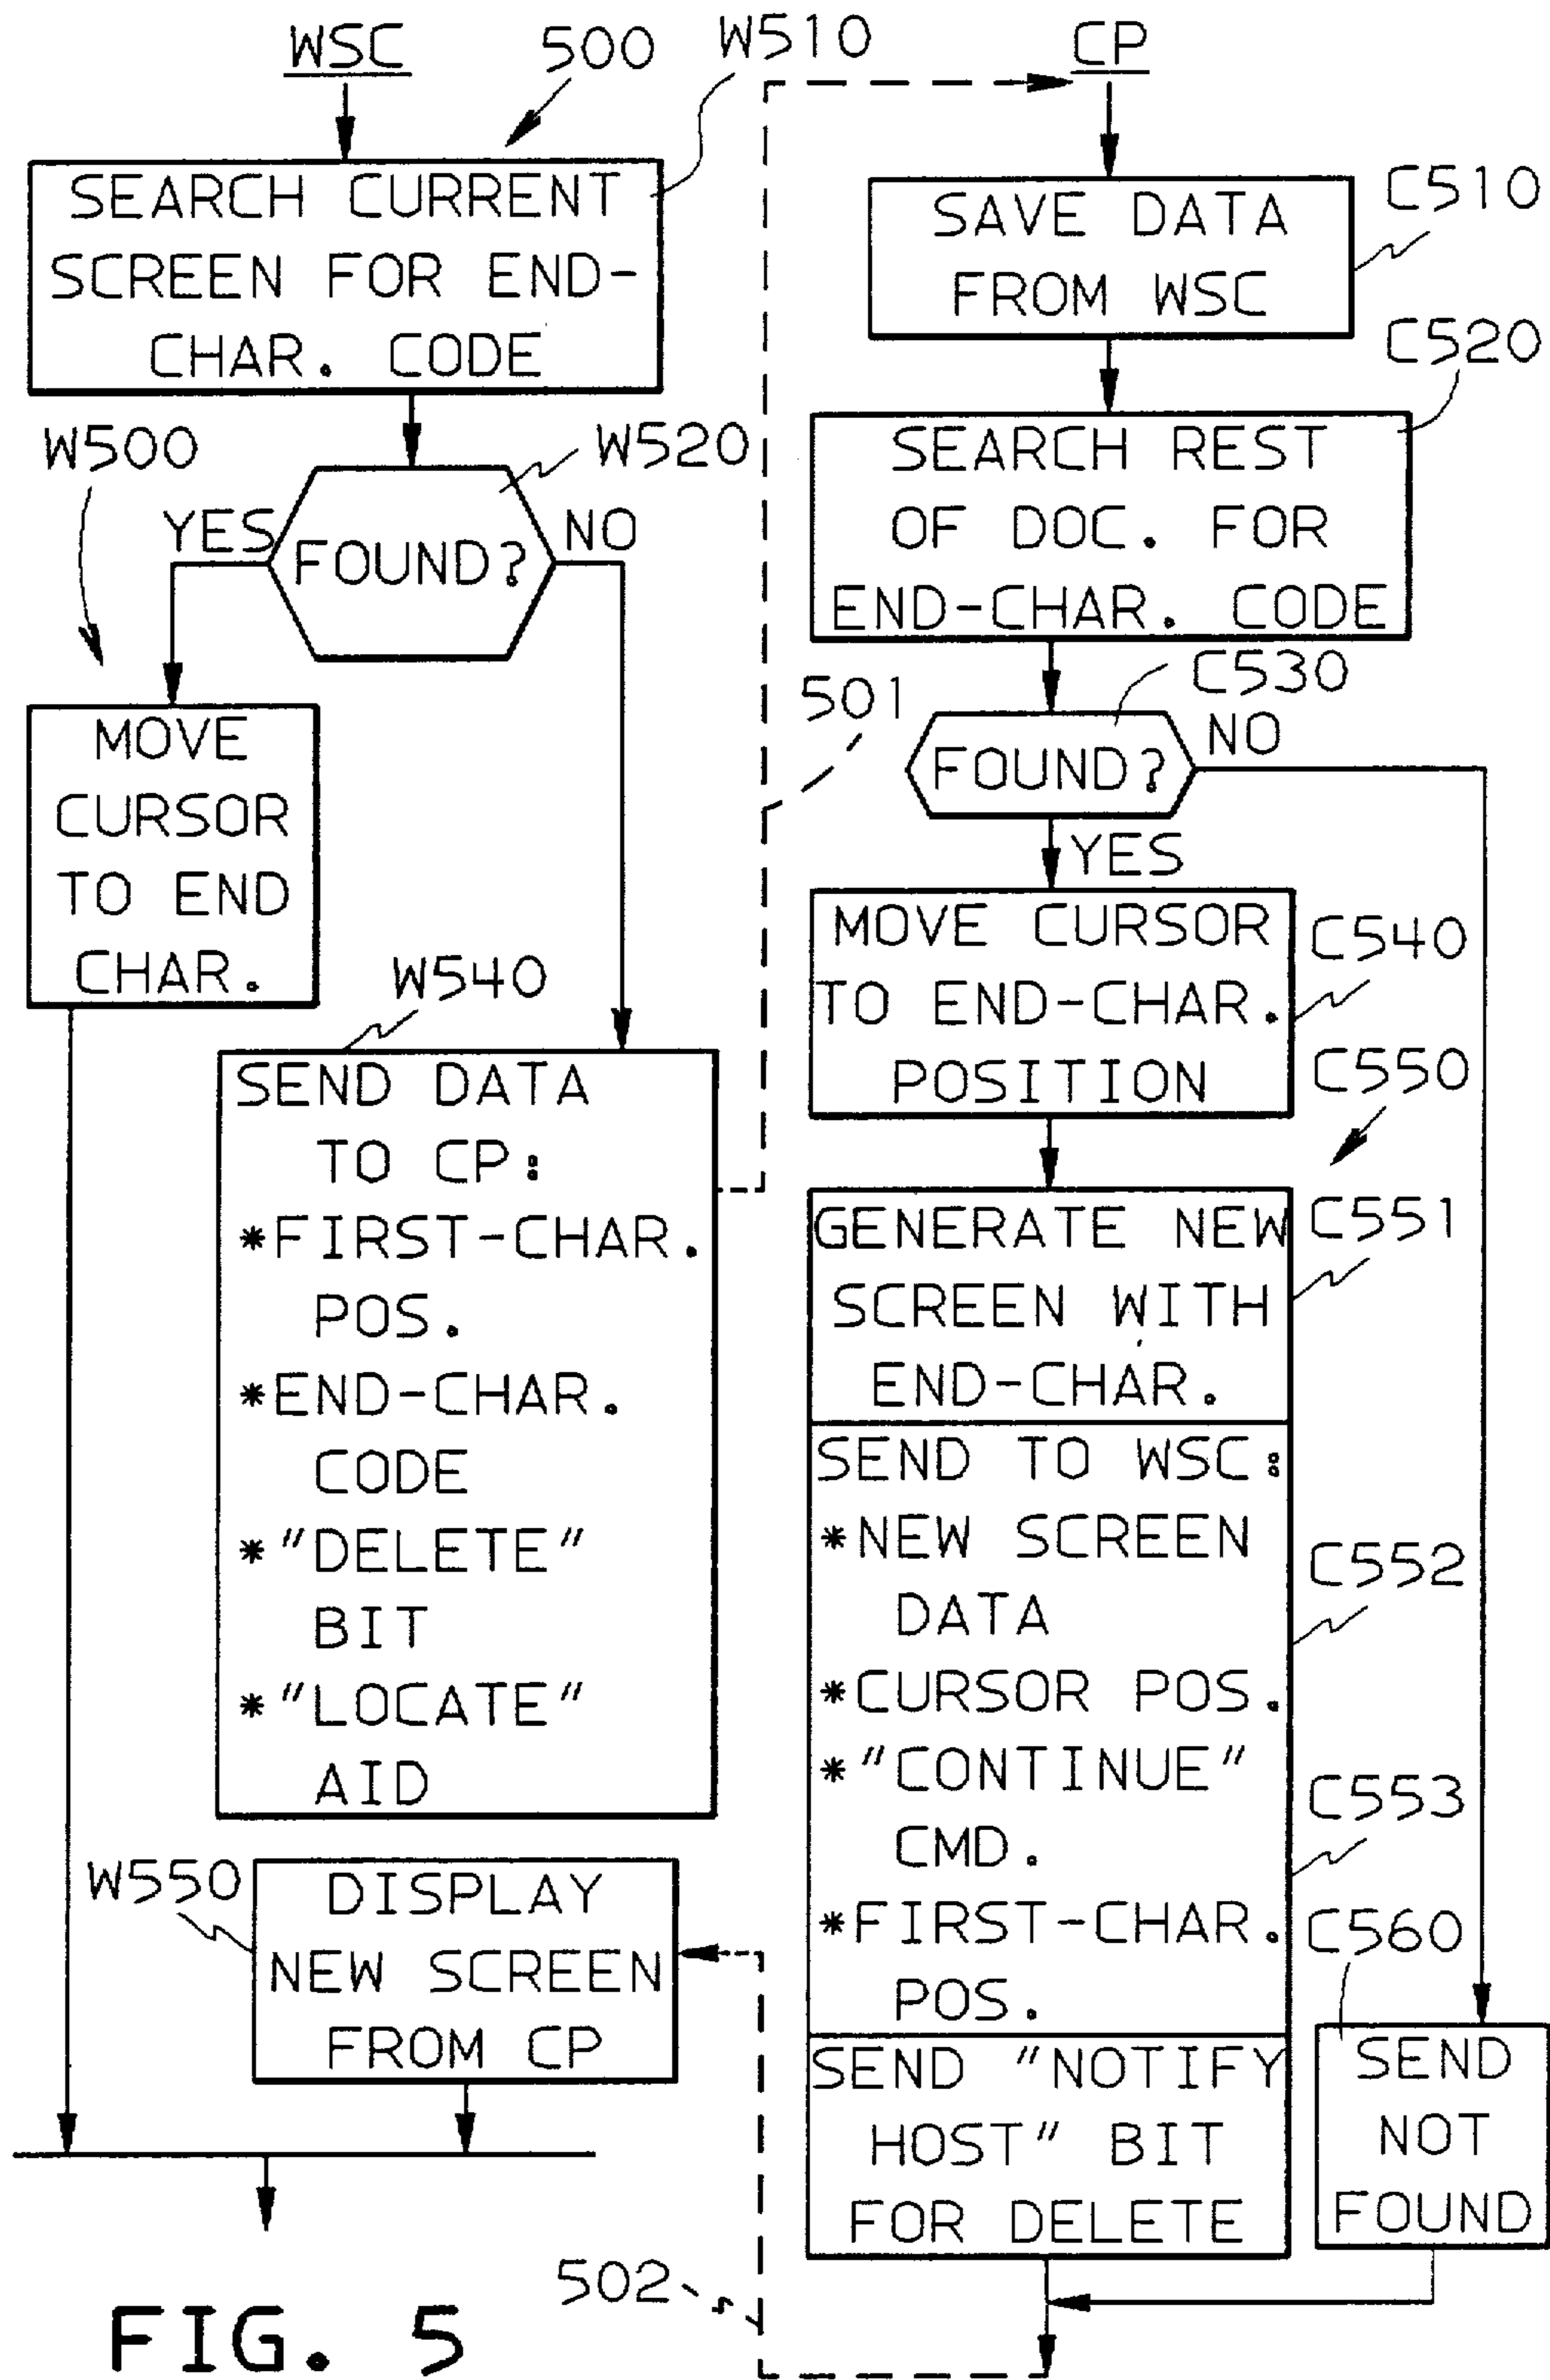 WSC
500
W510
SEARCH CURRENT
SCREEN FOR END-
CHAR. CODE
W500
W520
YES
FOUND?
NO
MOVE
CURSOR
TO END
CHAR.
W540
SEND DATA
TO CP:
*FIRST-CHAR.
POS.
*END-CHAR.
CODE
*"DELETE"
BIT
*"LOCATE"
AID
W550
DISPLAY
NEW SCREEN
FROM CP
CP
C510
SAVE DATA
FROM WSC
C520
SEARCH REST
OF DOC. FOR
END-CHAR. CODE
501
C530
FOUND?
NO
YES
MOVE CURSOR
TO END-CHAR.
POSITION
C540
C550
GENERATE NEW
SCREEN WITH
END-CHAR.
C551
SEND TO WSC:
*NEW SCREEN
DATA
*CURSOR POS.
*"CONTINUE"
CMD.
*FIRST-CHAR.
POS.
C552
C553
SEND "NOTIFY
HOST" BIT
FOR DELETE
C560
SEND
NOT
FOUND
502
FIG. 5